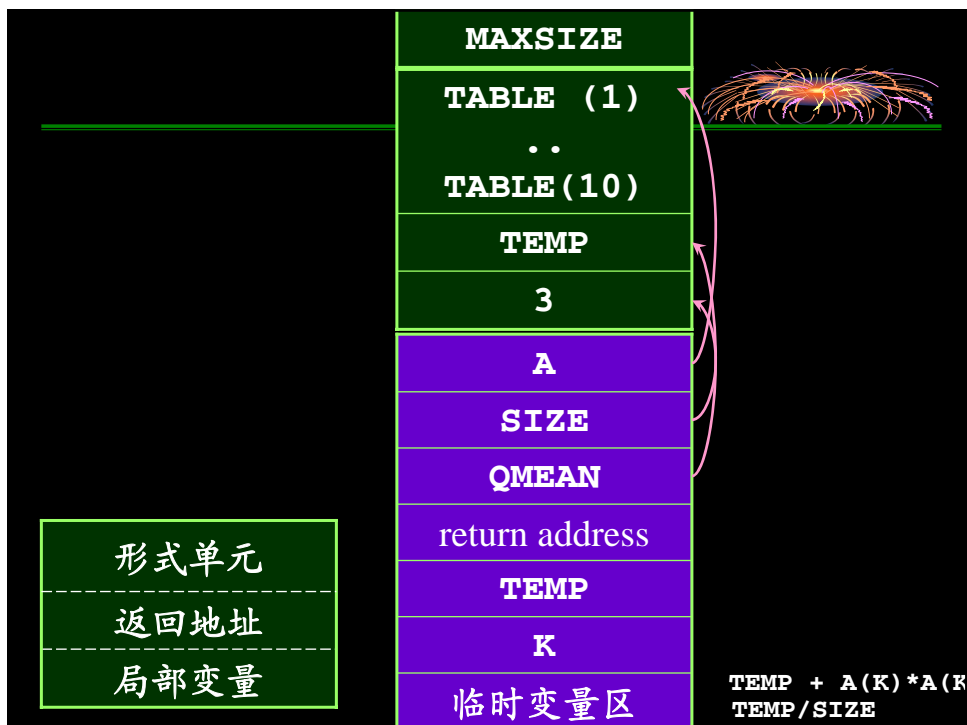 MAXSIZE
TABLE (1)
..
TABLE(10)
TEMP
3
A
SIZE
QMEAN
return address
TEMP
K
临时变量区
形式单元
返回地址
局部变量
TEMP + A(K)*A(K
TEMP/SIZE